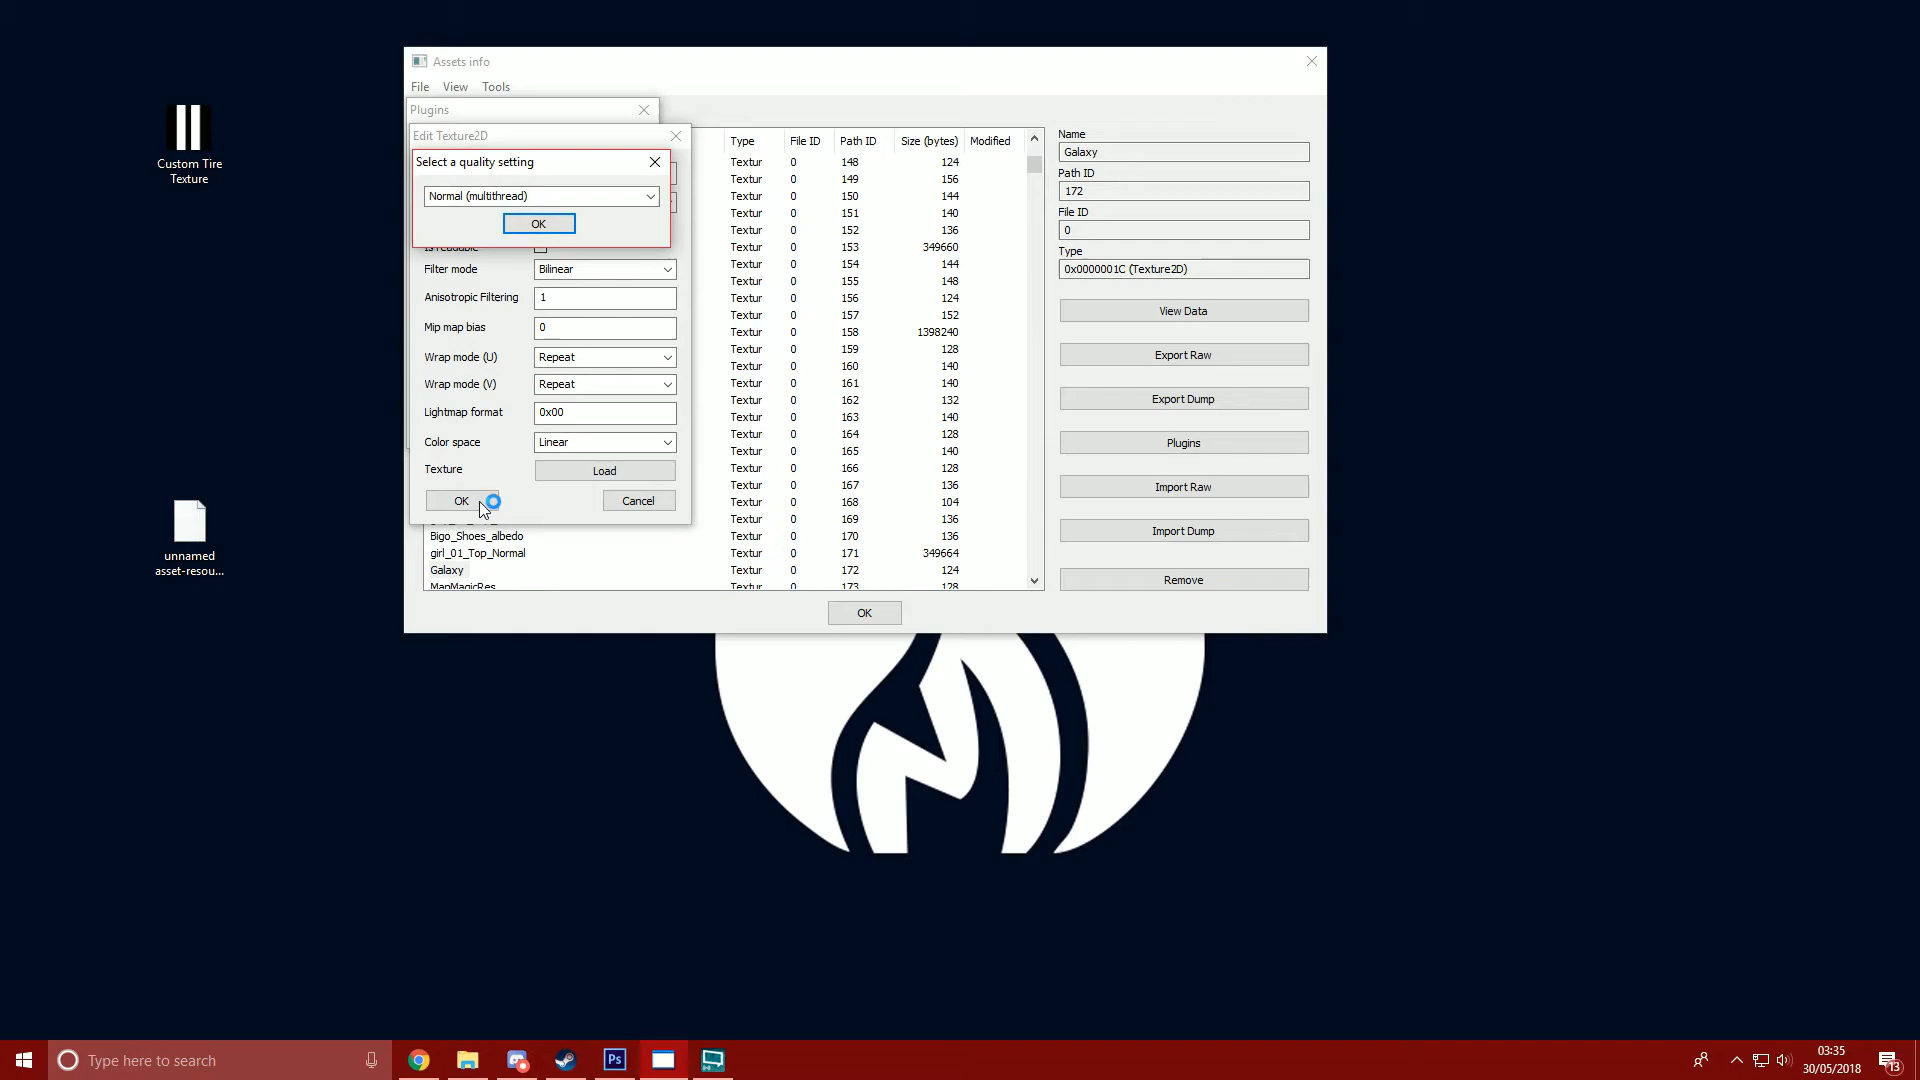 Custom Tire
Texture
unnamed
asset-resou...
Assets info
File View Tools
Plugins
Edit Texture2D
Select a quality setting
Normal (multithread)
OK
Filter mode Bilinear
Anisotropic Filtering 1
Mip map bias 0
Wrap mode (U) Repeat
Wrap mode (V) Repeat
Lightmap format 0x00
Color space Linear
Texture Load
OK Cancel
Type File ID Path ID Size (bytes) Modified
Textur 0 148 124
Textur 0 149 156
Textur 0 150 144
Textur 0 151 140
Textur 0 152 136
Textur 0 153 349660
Textur 0 154 144
Textur 0 155 148
Textur 0 156 124
Textur 0 157 152
Textur 0 158 1398240
Textur 0 159 128
Textur 0 160 140
Textur 0 161 140
Textur 0 162 132
Textur 0 163 140
Textur 0 164 128
Textur 0 165 140
Textur 0 166 128
Textur 0 167 136
Textur 0 168 104
Textur 0 169 136
Bigo_Shoes_albedo Textur 0 170 136
girl_01_Top_Normal Textur 0 171 349664
Galaxy Textur 0 172 124
MapMagicRes Textur 0 173 128
OK
Name
Galaxy
Path ID
172
File ID
0
Type
0x0000001C (Texture2D)
View Data
Export Raw
Export Dump
Plugins
Import Raw
Import Dump
Remove
Type here to search
Ps
03:35
30/05/2018
13